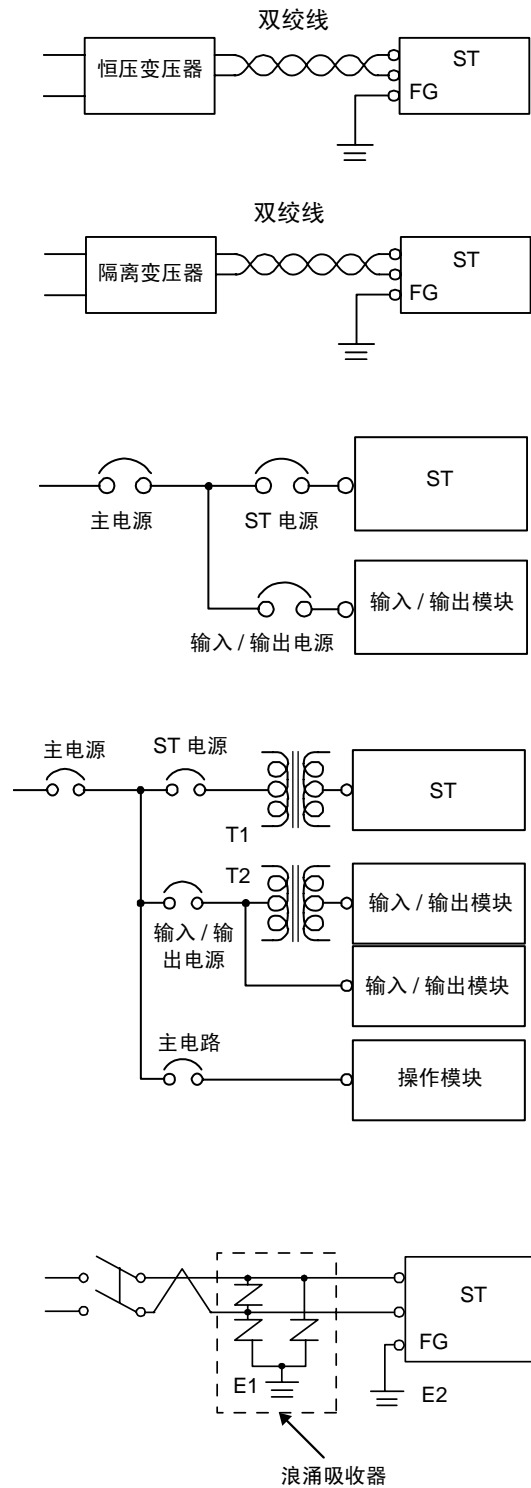 双绞线
恒压变压器
ST
FG
双绞线
隔离变压器
ST
FG
主电源
ST 电源
ST
输入 / 输出电源
输入 / 输出模块
主电源
ST 电源
T1
ST
T2
输入 / 输
出电源
输入 / 输出模块
输入 / 输出模块
主电路
操作模块
ST
FG
E1
E2
浪涌吸收器